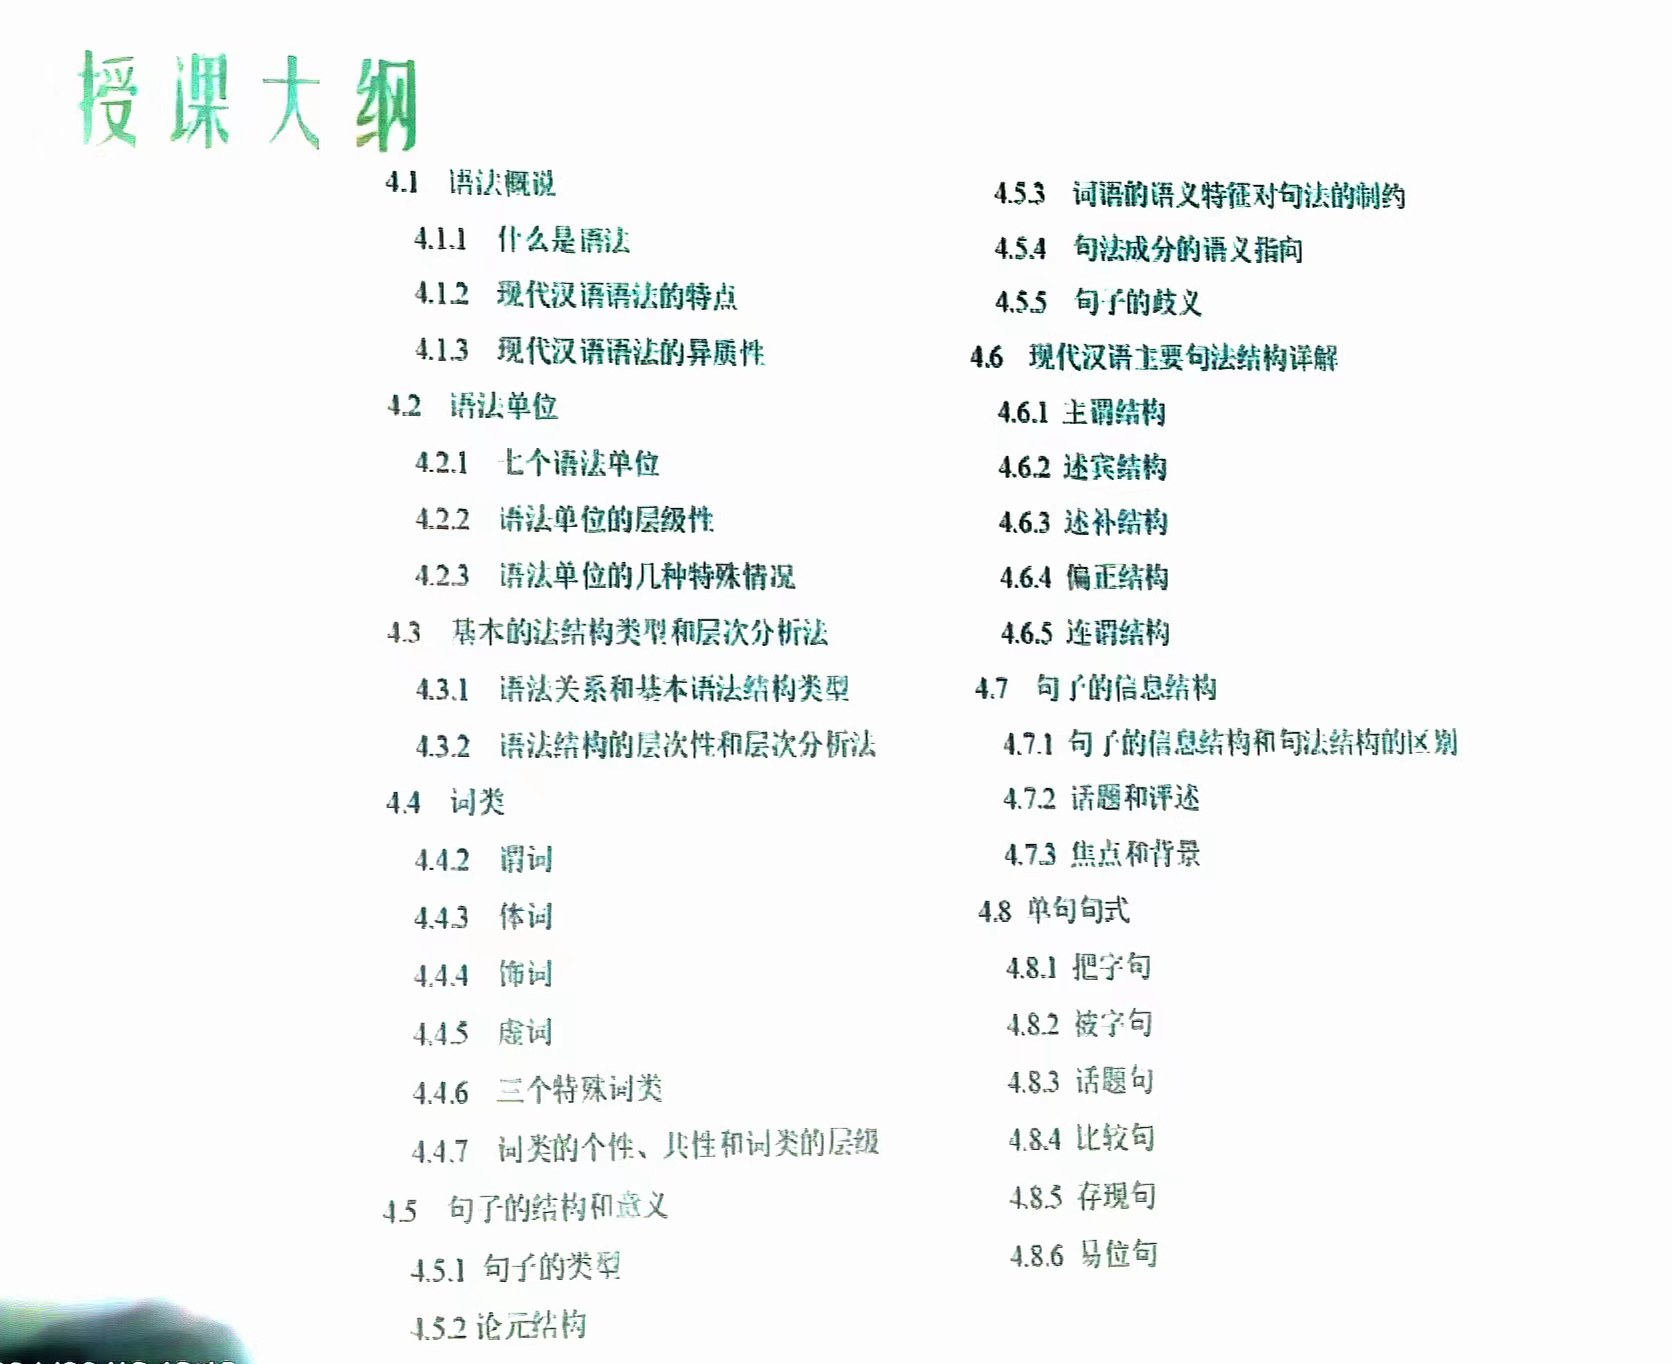 授课大纲
4.1 语法概说
4.1.1 什么是语法
4.1.2 现代汉语语法的特点
4.1.3 现代汉语语法的异质性
4.2 语法单位
4.2.1 七个语法单位
4.2.2 语法单位的层级性
4.2.3 语法单位的几种特殊情况
4.3 基本的法结构类型和层次分析法
4.3.1 语法关系和基本语法结构类型
4.3.2 语法结构的层次性和层次分析法
4.4 词类
4.4.2 谓词
4.4.3 体词
4.4.4 饰词
4.4.5 虚词
4.4.6 三个特殊词类
4.4.7 词类的个性、共性和词类的层级
4.5 句子的结构和意义
4.5.1 句子的类型
4.5.2 论元结构
4.5.3 词语的语义特征对句法的制约
4.5.4 句法成分的语义指向
4.5.5 句子的歧义
4.6 现代汉语主要句法结构详解
4.6.1 主谓结构
4.6.2 述宾结构
4.6.3 述补结构
4.6.4 偏正结构
4.6.5 连谓结构
4.7 句子的信息结构
4.7.1 句子的信息结构和句法结构的区别
4.7.2 话题和评述
4.7.3 焦点和背景
4.8 单句句式
4.8.1 把字句
4.8.2 被字句
4.8.3 话题句
4.8.4 比较句
4.8.5 存现句
4.8.6 易位句